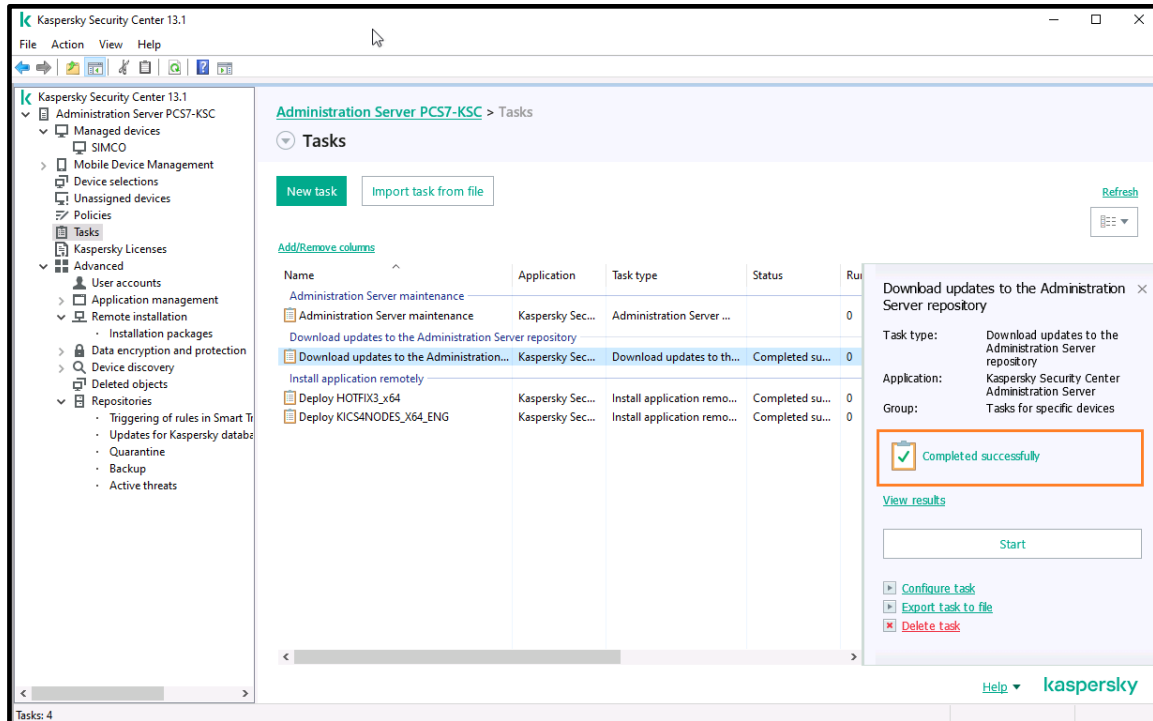 Kaspersky Security Center 13.1
File Action View Help
Kaspersky Security Center 13.1
Administration Server PCS7-KSC
Managed devices
SIMCO
Mobile Device Management
Device selections
Unassigned devices
Policies
Tasks
Kaspersky Licenses
Advanced
User accounts
Application management
Remote installation
Installation packages
Data encryption and protection
Device discovery
Deleted objects
Repositories
Triggering of rules in Smart Tr
Updates for Kaspersky databa
Quarantine
Backup
Active threats
Administration Server PCS7-KSC > Tasks
Tasks
New task Import task from file
Refresh
Add/Remove columns
Name Application Task type Status Ru
Administration Server maintenance
Administration Server maintenance Kaspersky Sec... Administration Server ... 0
Download updates to the Administration Server repository
Download updates to the Administration... Kaspersky Sec... Download updates to th... Completed su... 0
Install application remotely
Deploy HOTFIX3_x64 Kaspersky Sec... Install application remo... Completed su... 0
Deploy KICS4NODES_X64_ENG Kaspersky Sec... Install application remo... Completed su... 0
Download updates to the Administration
Server repository
Task type: Download updates to the
Administration Server
repository
Application: Kaspersky Security Center
Administration Server
Group: Tasks for specific devices
Completed successfully
View results
Start
Configure task
Export task to file
Delete task
Help kaspersky
Tasks: 4